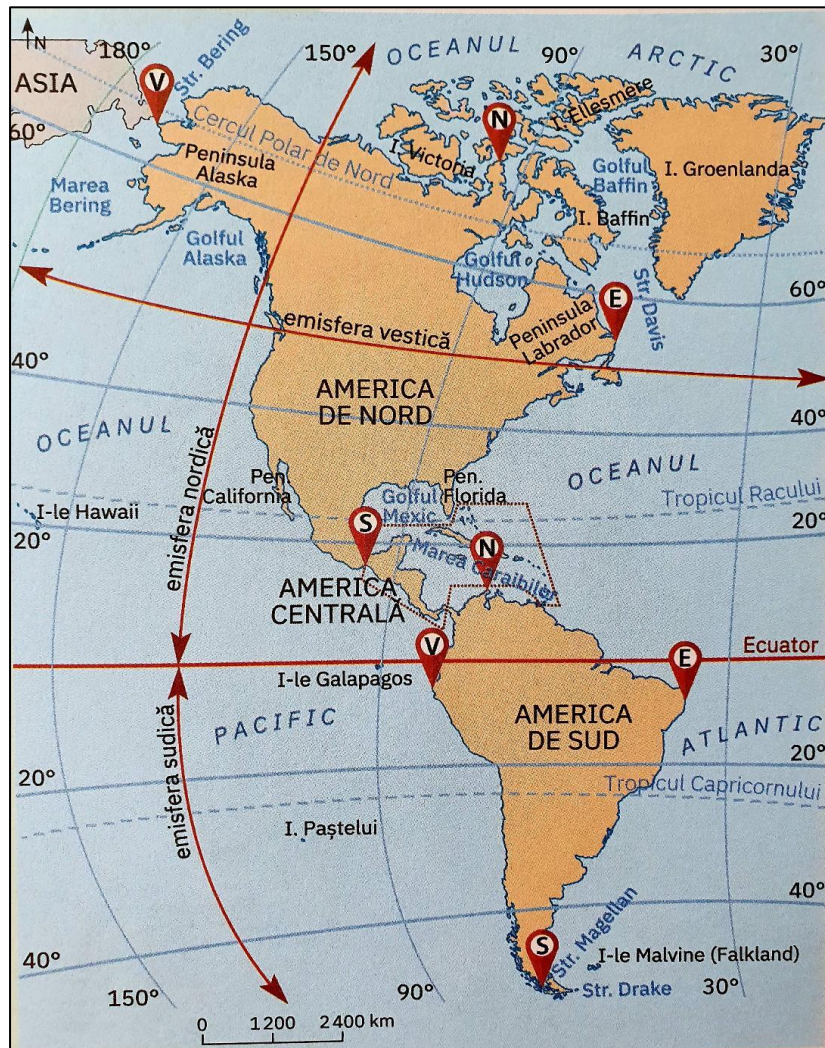 180°
Str. Bering
150°
OCEANUL
ARCTIC
90°
30°
N
ASIA
V
60°
Cercul Polar de Nord
N
I. Ellesmere
I. Victoria
Peninsula
Alaska
Golful
Baffin
I. Groenlanda
Marea
Bering
I. Baffin
Golful
Alaska
Golful
Hudson
Str. Davis
60°
E
Peninsula
Labrador
emisfera vestică
40°
AMERICA
DE NORD
40°
OCEANUL
OCEANUL
emisfera nordică
Pen.
California
Pen.
Florida
Golful
Mexic
Tropicul Racului
I-le Hawaii
20°
20°
S
N
Marea Caraibilor
AMERICA
CENTRALĂ
Ecuator
V
E
I-le Galapagos
PACIFIC
AMERICA
DE SUD
ATLANTIC
20°
20°
Tropicul Capricornului
emisfera sudică
I. Paștelui
40°
40°
S
Str. Magellan
I-le Malvine (Falkland)
Str. Drake
150°
90°
30°
0 1200 2400 km